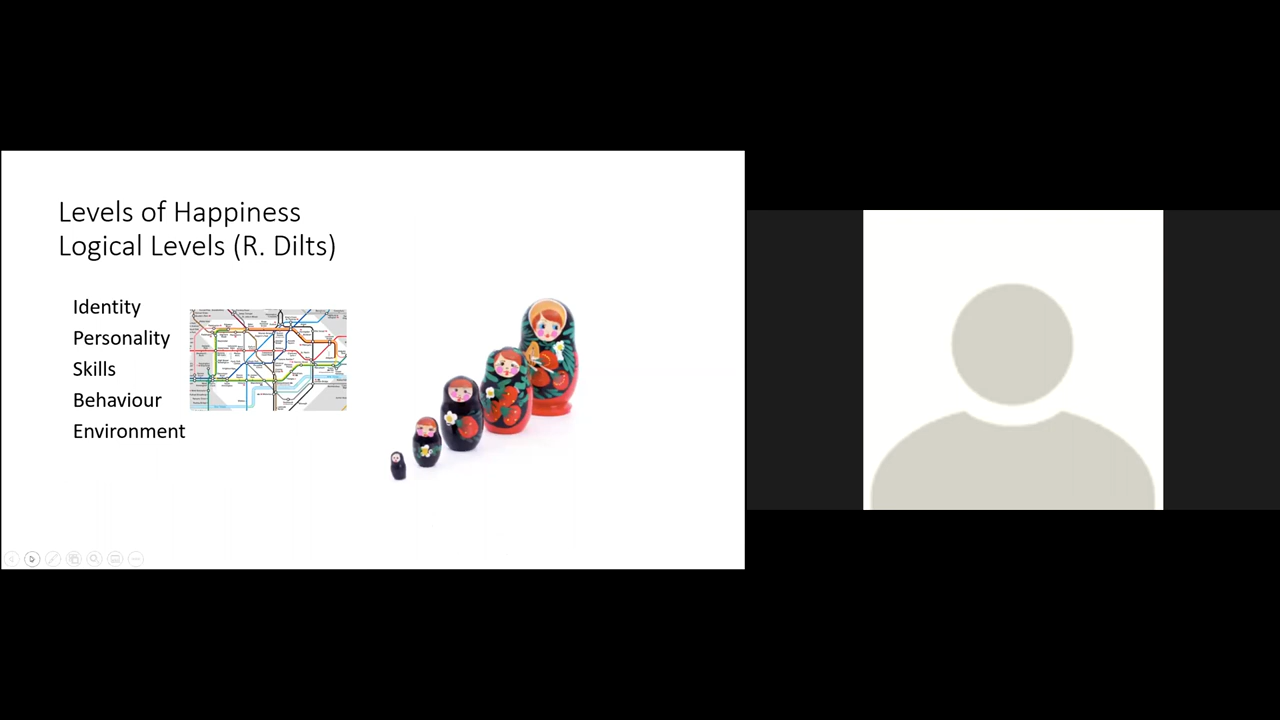 Levels of Happiness
Logical Levels (R. Dilts)
Identity
Personality
Skills
Behaviour
Environment